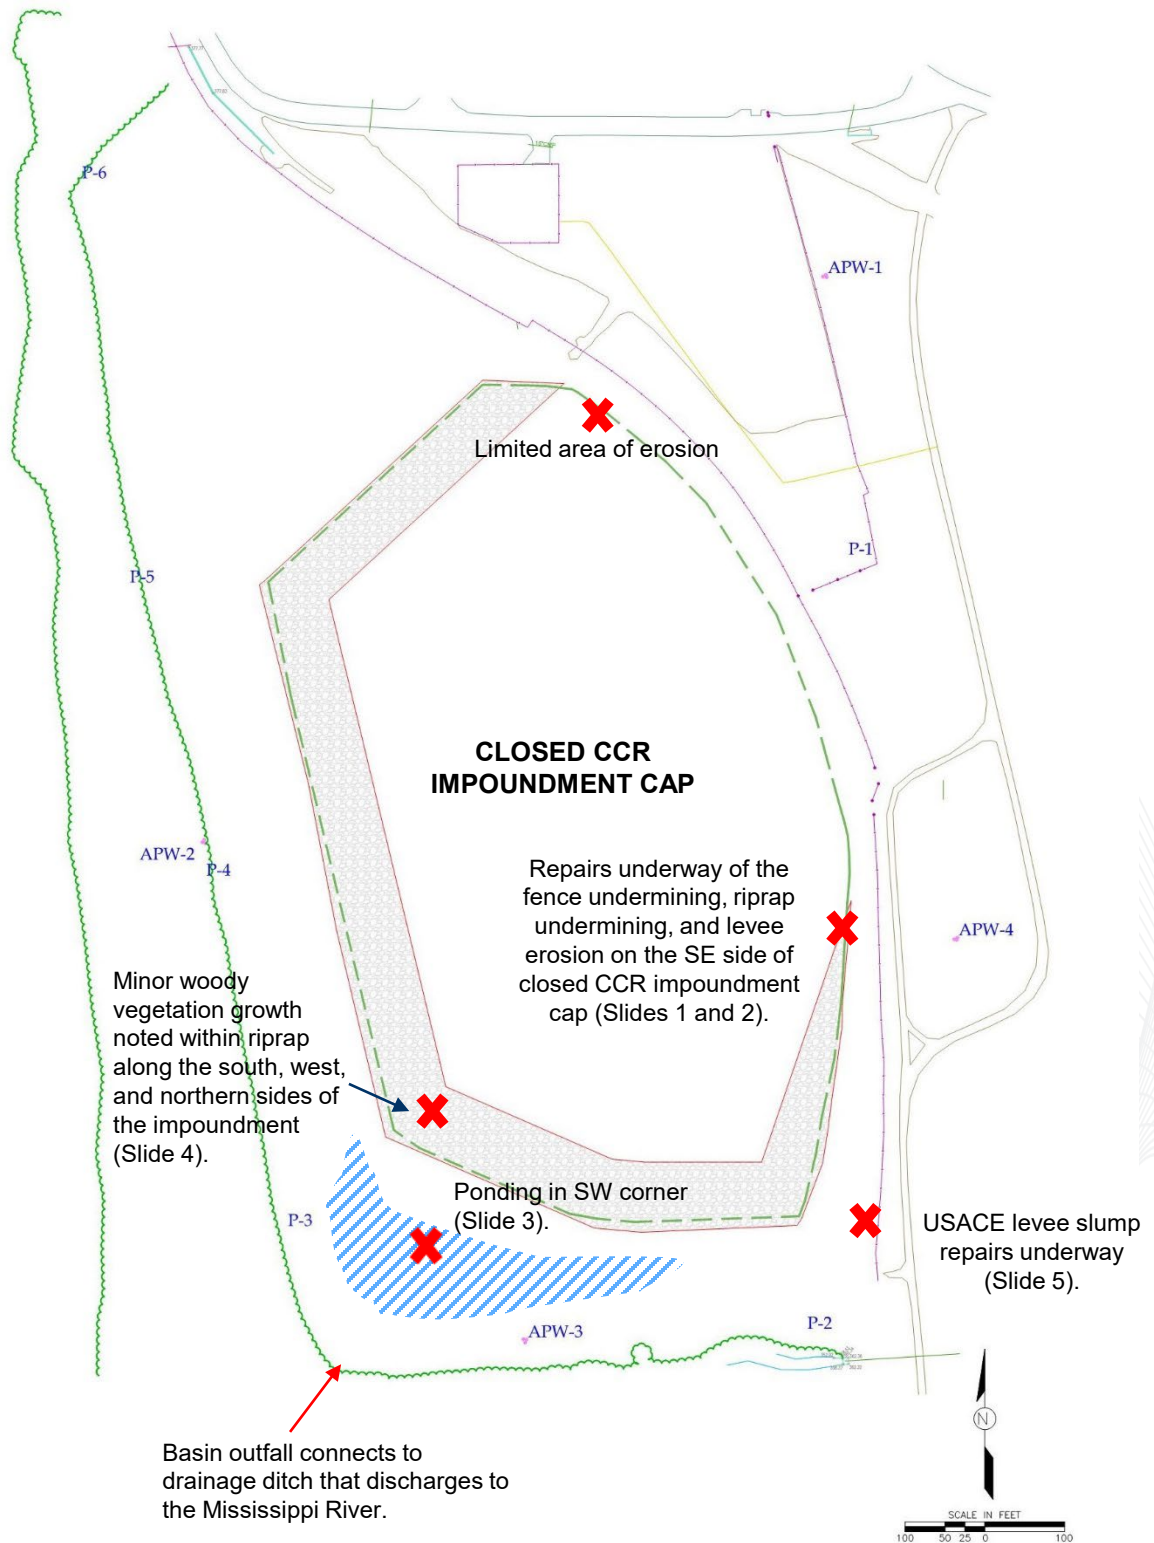 P-6
APW-1
Limited area of erosion
P-1
P-5
CLOSED CCR
IMPOUNDMENT CAP
APW-2
P-4
Repairs underway of the
fence undermining, riprap
undermining, and levee
erosion on the SE side of
closed CCR impoundment
cap (Slides 1 and 2).
APW-4
Minor woody
vegetation growth
noted within riprap
along the south, west,
and northern sides of
the impoundment
(Slide 4).
Ponding in SW corner
(Slide 3).
P-3
USACE levee slump
repairs underway
(Slide 5).
APW-3
P-2
N
Basin outfall connects to
drainage ditch that discharges to
the Mississippi River.
SCALE IN FEET
100 50 25 0 100